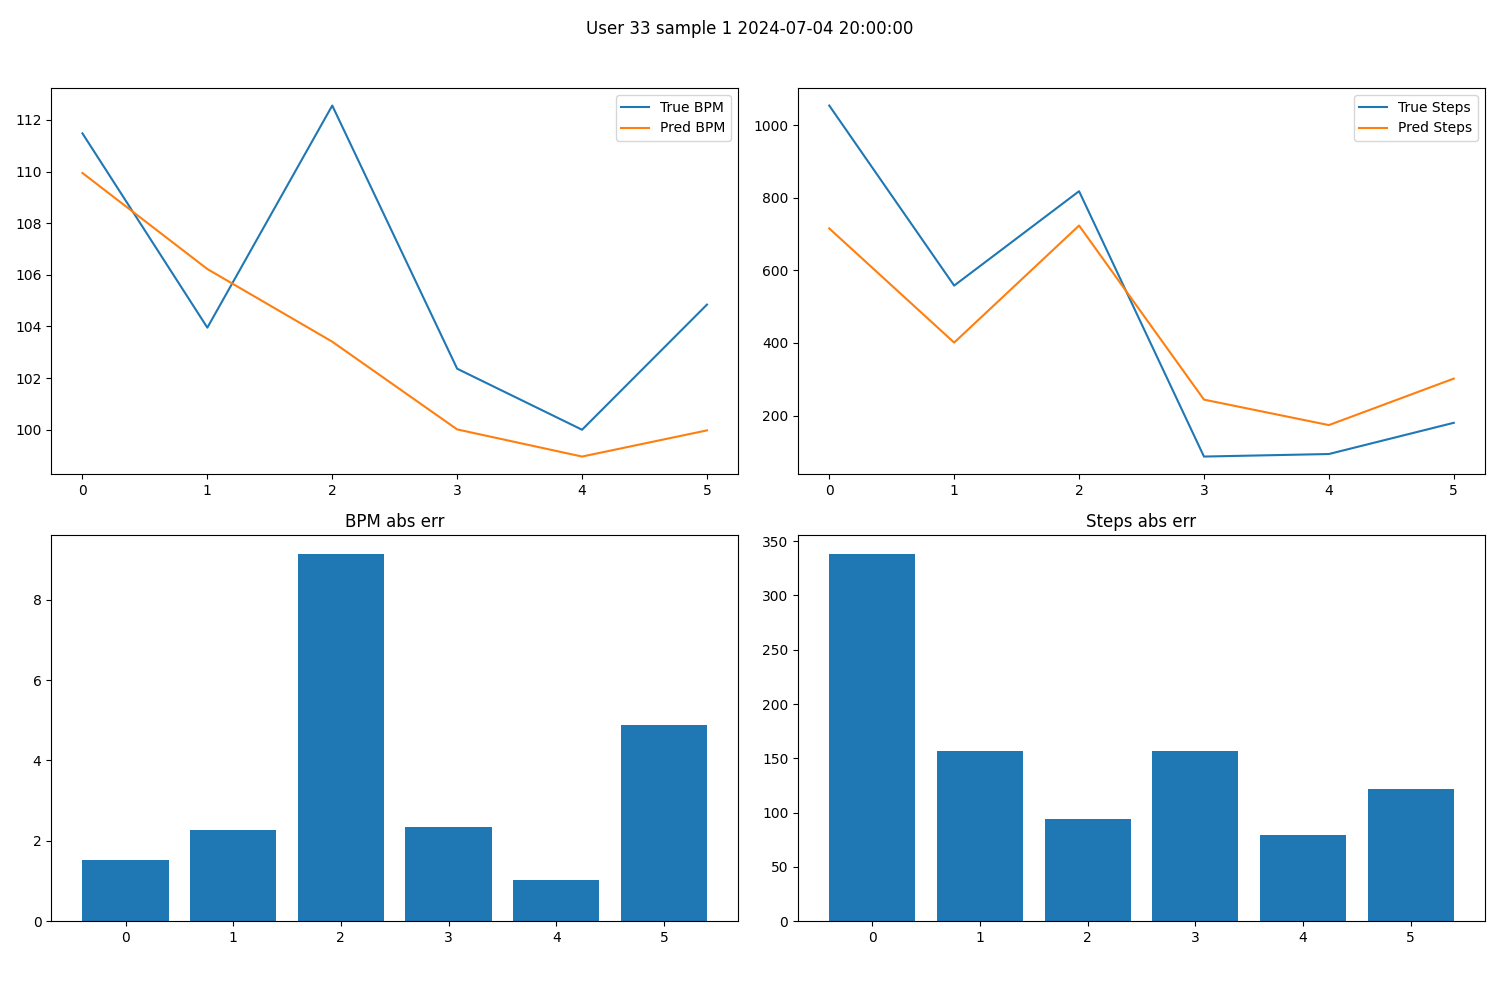 User 33 sample 1 2024-07-04 20:00:00
True BPM
Pred BPM
112
110
108
106
104
102
100
0 1 2 3 4 5
True Steps
Pred Steps
1000
800
600
400
200
0 1 2 3 4 5
BPM abs err
8
6
4
2
0
0 1 2 3 4 5
Steps abs err
350
300
250
200
150
100
50
0
0 1 2 3 4 5